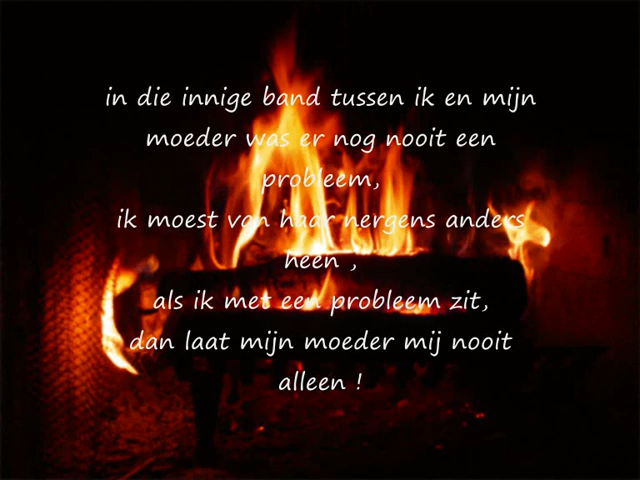 in die innige band tussen ik en mijn
moeder was er nog nooit een
probleem,
ik moest van haar nergens anders
heen ,
als ik met een probleem zit,
dan laat mijn moeder mij nooit
alleen !